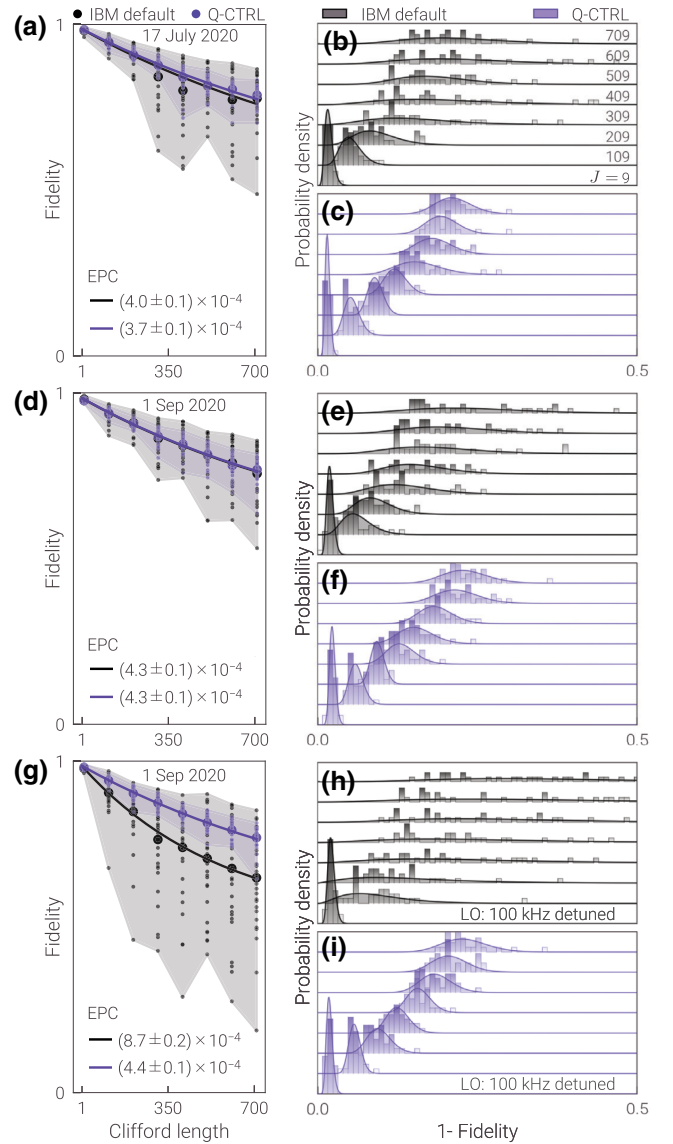 IBM default Q-CTRL IBM default Q-CTRL
(a)
1
17 July 2020
Fidelity
EPC
(4.0±0.1)×10⁻⁴
(3.7±0.1)×10⁻⁴
0
1 350 700
(b)
709
609
509
409
309
209
109
J = 9
Probability density
(c)
0.0 0.5
(d)
1
1 Sep 2020
Fidelity
EPC
(4.3±0.1)×10⁻⁴
(4.3±0.1)×10⁻⁴
0
1 350 700
(e)
Probability density
(f)
0.0 0.5
(g)
1
1 Sep 2020
Fidelity
EPC
(8.7±0.2)×10⁻⁴
(4.4±0.1)×10⁻⁴
0
1 350 700
Clifford length
(h)
LO: 100 kHz detuned
Probability density
(i)
LO: 100 kHz detuned
0.0 0.5
1- Fidelity